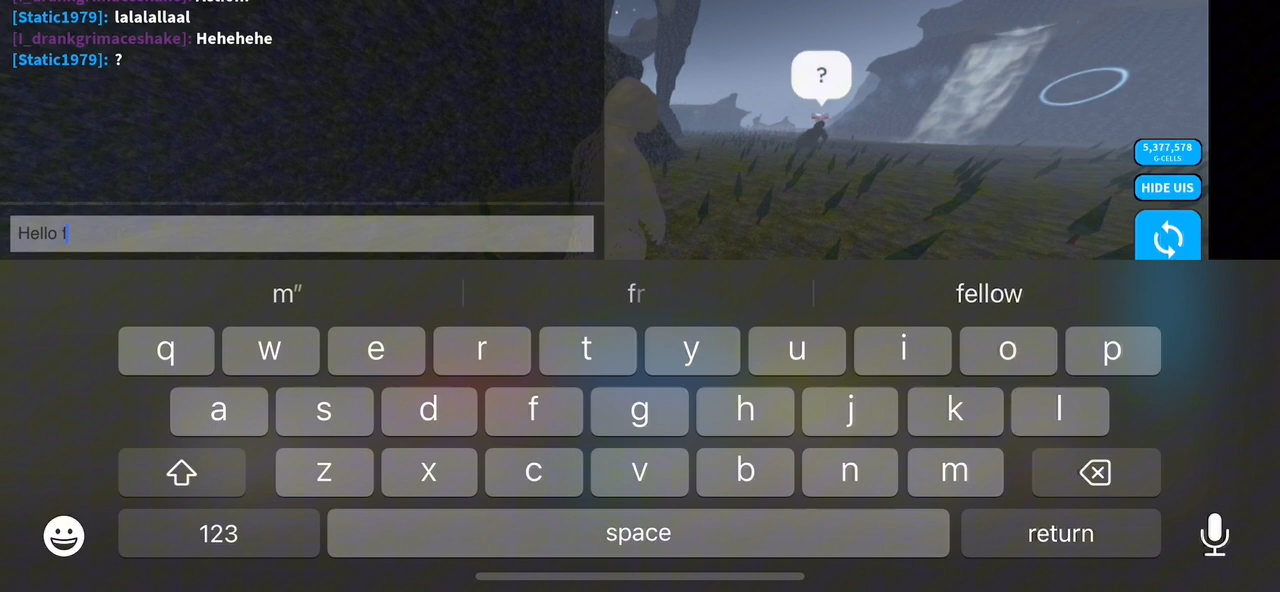 [Static1979]: lalalallaal
[I_drankgrimaceshake]: Hehehehe
[Static1979]: ?
?
5,377,578
G-CELLS
HIDE UIS
Hello f
m″
fr
fellow
q w e r t y u i o p
a s d f g h j k l
z x c v b n m
123
space
return